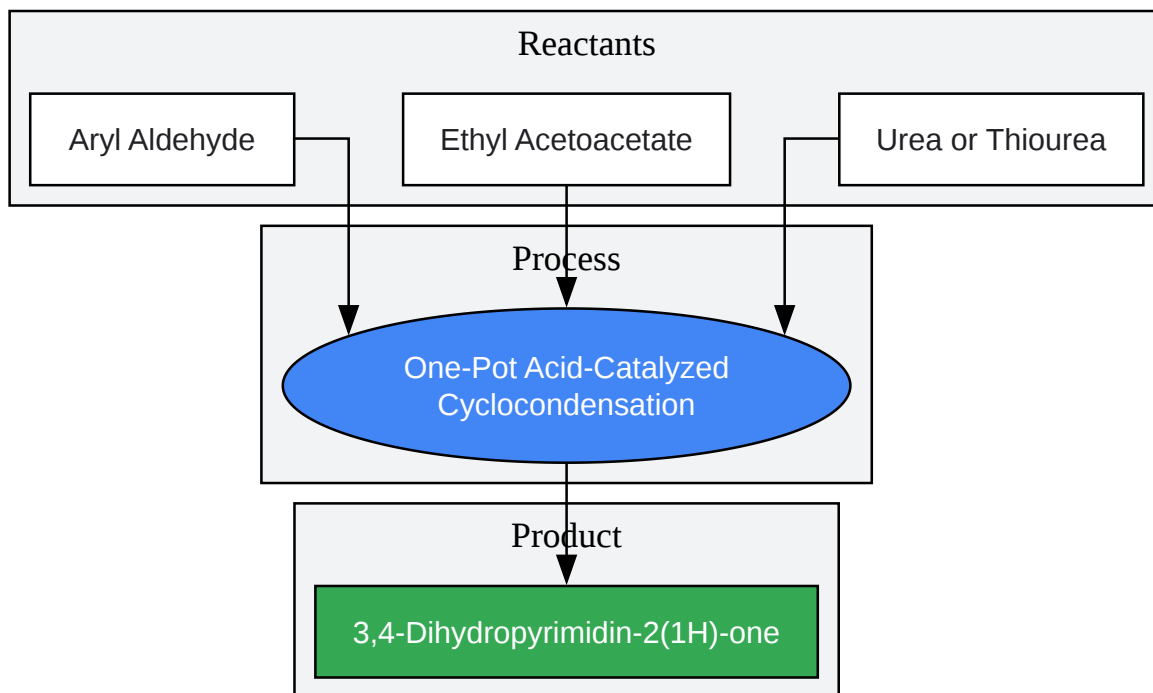 Reactants
Aryl Aldehyde
Ethyl Acetoacetate
Urea or Thiourea
Process
One-Pot Acid-Catalyzed
Cyclocondensation
Product
3,4-Dihydropyrimidin-2(1H)-one